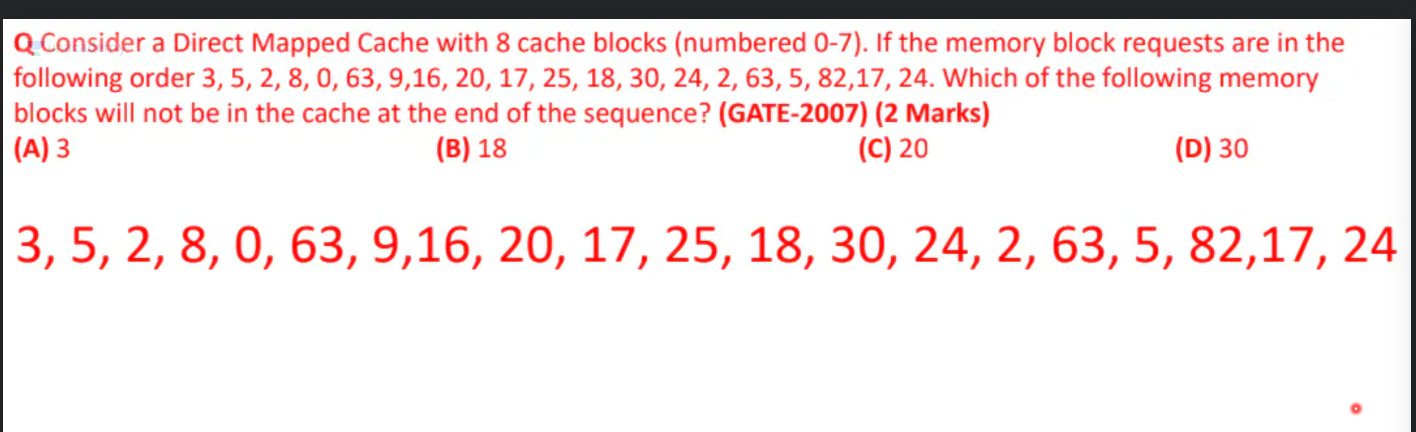 Q Consider a Direct Mapped Cache with 8 cache blocks (numbered 0-7). If the memory block requests are in the
following order 3, 5, 2, 8, 0, 63, 9,16, 20, 17, 25, 18, 30, 24, 2, 63, 5, 82,17, 24. Which of the following memory
blocks will not be in the cache at the end of the sequence? (GATE-2007) (2 Marks)
(A) 3 (B) 18 (C) 20 (D) 30
3, 5, 2, 8, 0, 63, 9,16, 20, 17, 25, 18, 30, 24, 2, 63, 5, 82,17, 24